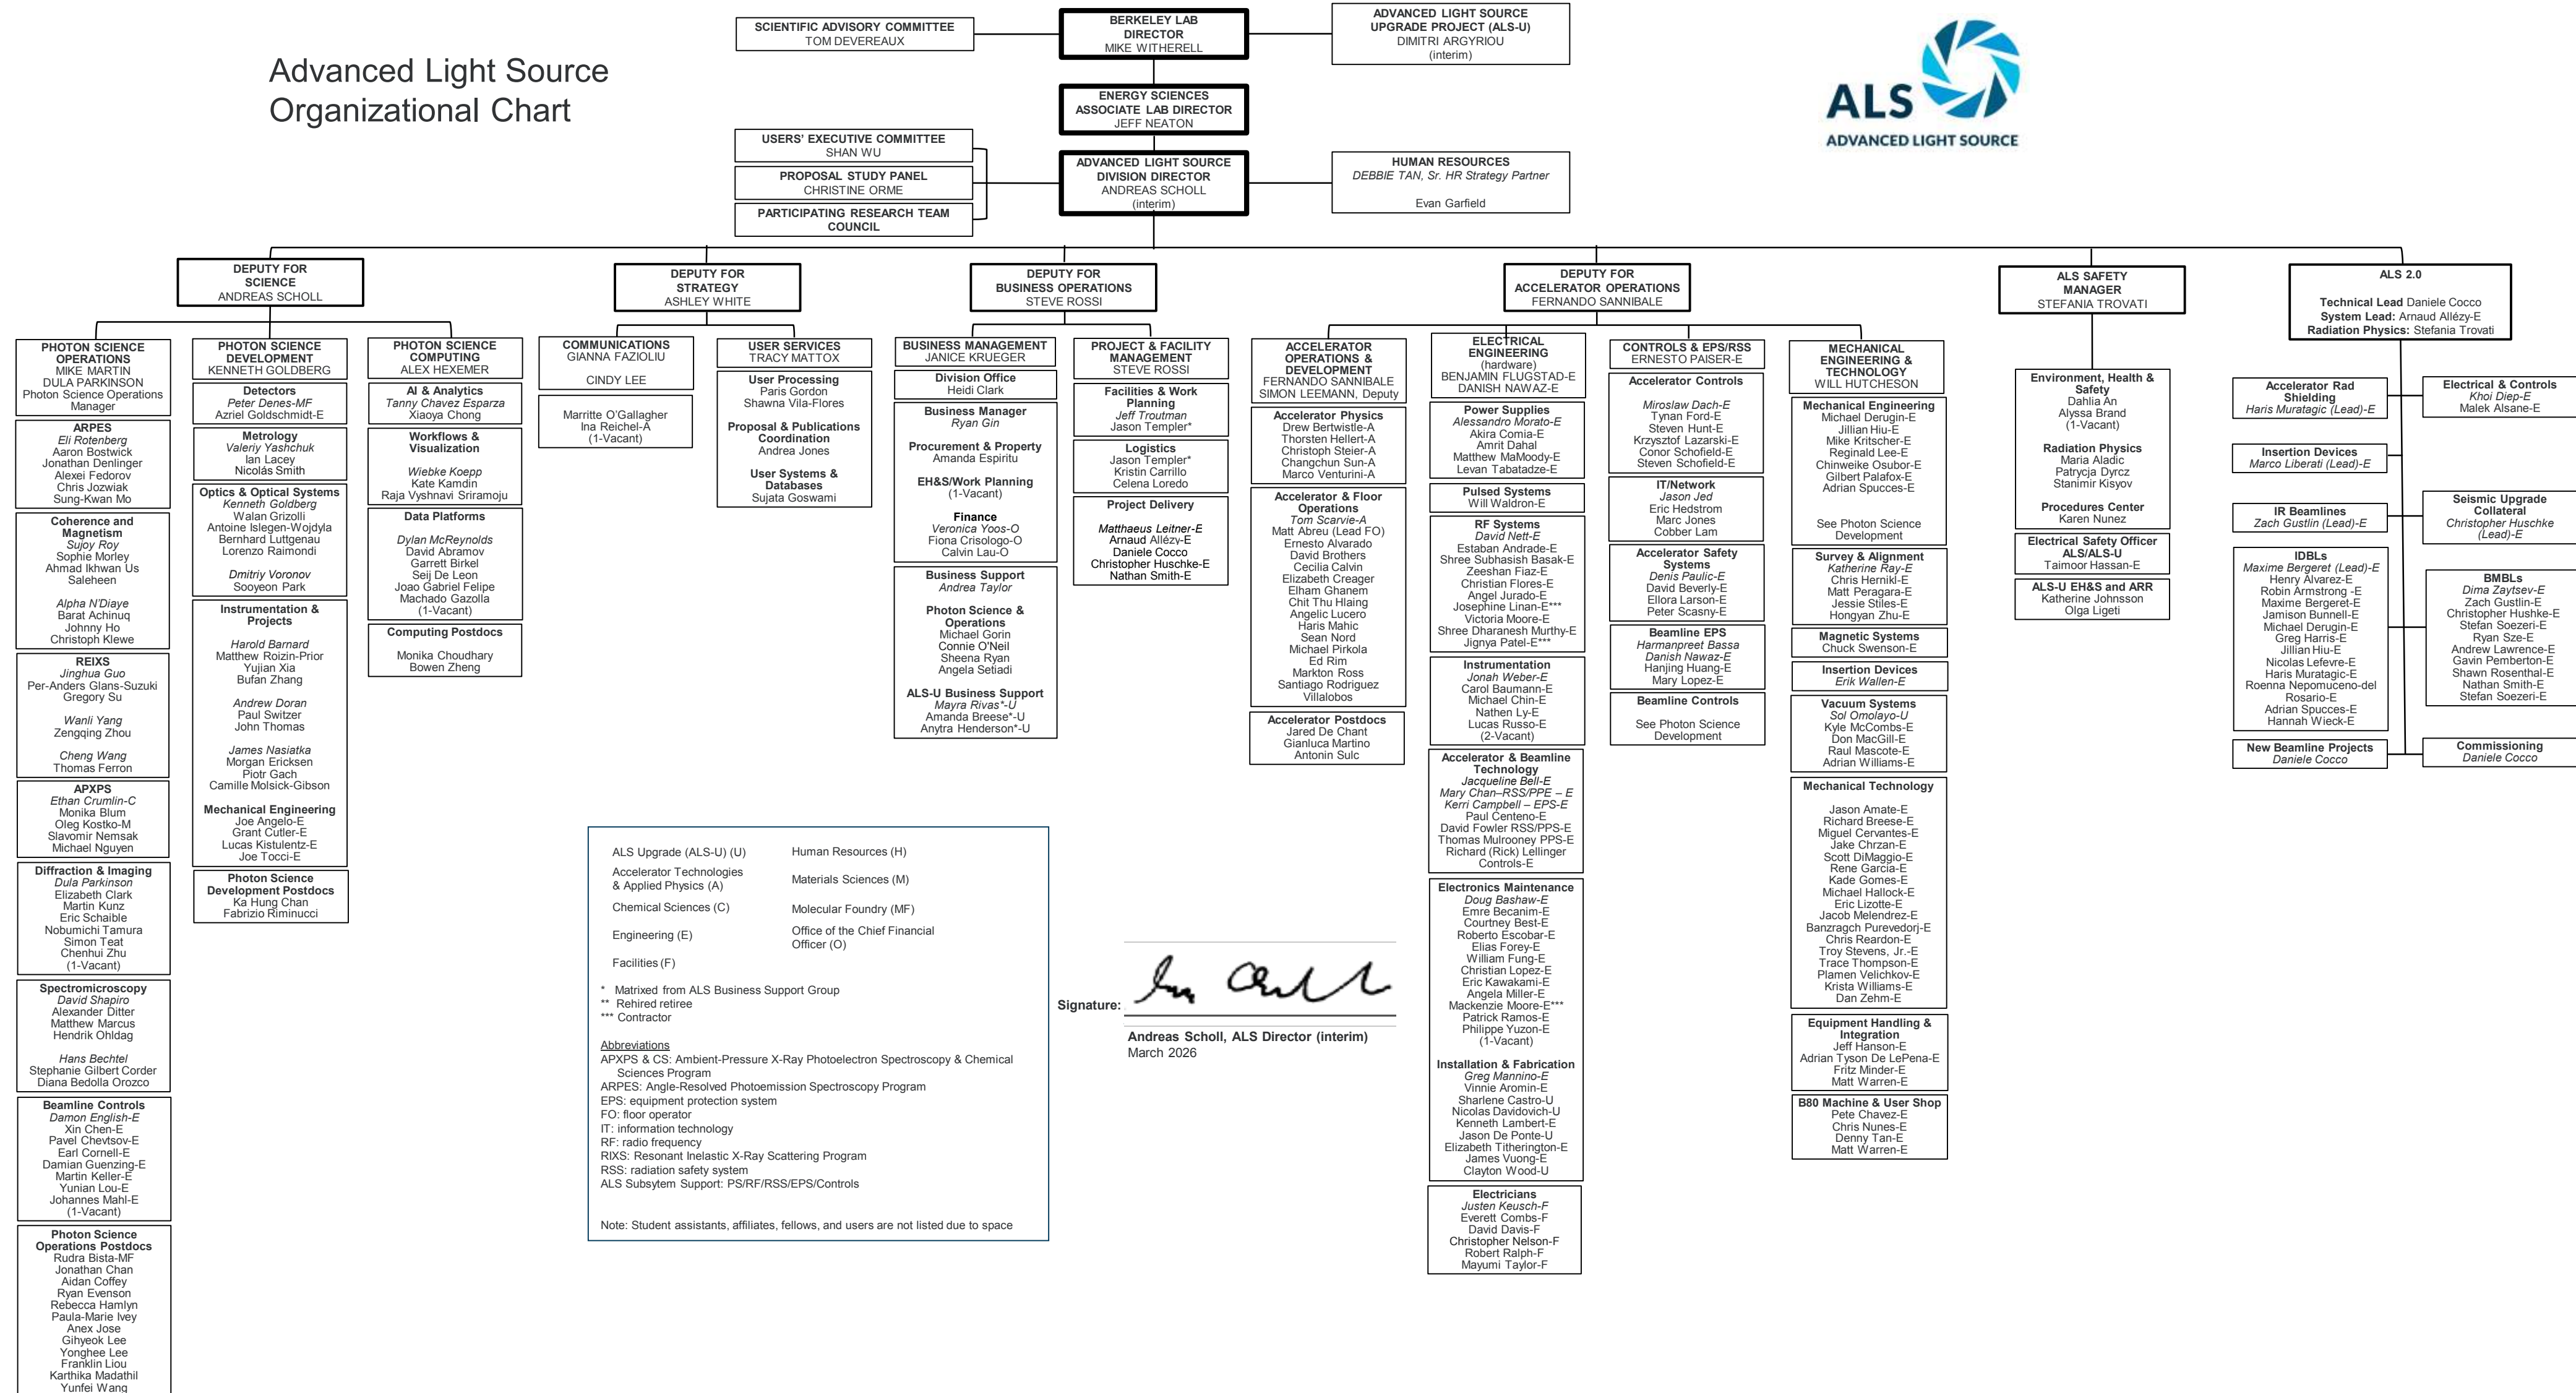 Advanced Light Source
Organizational Chart
SCIENTIFIC ADVISORY COMMITTEE
TOM DEVEREAUX
BERKELEY LAB
DIRECTOR
MIKE WITHERELL
ADVANCED LIGHT SOURCE
UPGRADE PROJECT (ALS-U)
DIMITRI ARGYRIOU
(interim)
ALS
ADVANCED LIGHT SOURCE
ENERGY SCIENCES
ASSOCIATE LAB DIRECTOR
JEFF NEATON
USERS' EXECUTIVE COMMITTEE
SHAN WU
PROPOSAL STUDY PANEL
CHRISTINE ORME
PARTICIPATING RESEARCH TEAM
COUNCIL
ADVANCED LIGHT SOURCE
DIVISION DIRECTOR
ANDREAS SCHOLL
(interim)
HUMAN RESOURCES
DEBBIE TAN, Sr. HR Strategy Partner
Evan Garfield
DEPUTY FOR
SCIENCE
ANDREAS SCHOLL
PHOTON SCIENCE
OPERATIONS
MIKE MARTIN
DULA PARKINSON
Photon Science Operations
Manager
ARPES
Eli Rotenberg
Aaron Bostwick
Jonathan Denlinger
Alexei Fedorov
Chris Jozwiak
Sung-Kwan Mo
Coherence and
Magnetism
Sujoy Roy
Sophie Morley
Ahmad Ikhwan Us
Saleheen
Alpha N'Diaye
Barat Achinuq
Johnny Ho
Christoph Klewe
REIXS
Jinghua Guo
Per-Anders Glans-Suzuki
Gregory Su
Wanli Yang
Zengqing Zhou
Cheng Wang
Thomas Ferron
APXPS
Ethan Crumlin-C
Monika Blum
Oleg Kostko-M
Slavomir Nemsak
Michael Nguyen
Diffraction & Imaging
Dula Parkinson
Elizabeth Clark
Martin Kunz
Eric Schaible
Nobumichi Tamura
Simon Teat
Chenhui Zhu
(1-Vacant)
Spectromicroscopy
David Shapiro
Alexander Ditter
Matthew Marcus
Hendrik Ohldag
Hans Bechtel
Stephanie Gilbert Corder
Diana Bedolla Orozco
Beamline Controls
Damon English-E
Xin Chen-E
Pavel Chevtsov-E
Earl Cornell-E
Damian Guenzing-E
Martin Keller-E
Yunian Lou-E
Johannes Mahl-E
(1-Vacant)
Photon Science
Operations Postdocs
Rudra Bista-MF
Jonathan Chan
Aidan Coffey
Ryan Evenson
Rebecca Hamlyn
Paula-Marie Ivey
Anex Jose
Gihyeok Lee
Yonghee Lee
Franklin Liou
Karthika Madathil
Yunfei Wang
PHOTON SCIENCE
DEVELOPMENT
KENNETH GOLDBERG
Detectors
Peter Denes-MF
Azriel Goldschmidt-E
Metrology
Valeriy Yashchuk
Ian Lacey
Nicolás Smith
Optics & Optical Systems
Kenneth Goldberg
Walan Grizolli
Antoine Islegen-Wojdyla
Bernhard Luttgenau
Lorenzo Raimondi
Dmitriy Voronov
Sooyeon Park
Instrumentation &
Projects
Harold Barnard
Matthew Roizin-Prior
Yujian Xia
Bufan Zhang
Andrew Doran
Paul Switzer
John Thomas
James Nasiatka
Morgan Ericksen
Piotr Gach
Camille Molsick-Gibson
Mechanical Engineering
Joe Angelo-E
Grant Cutler-E
Lucas Kistulentz-E
Joe Tocci-E
Photon Science
Development Postdocs
Ka Hung Chan
Fabrizio Riminucci
PHOTON SCIENCE
COMPUTING
ALEX HEXEMER
AI & Analytics
Tanny Chavez Esparza
Xiaoya Chong
Workflows &
Visualization
Wiebke Koepp
Kate Kamdin
Raja Vyshnavi Sriramoju
Data Platforms
Dylan McReynolds
David Abramov
Garrett Birkel
Seij De Leon
Joao Gabriel Felipe
Machado Gazolla
(1-Vacant)
Computing Postdocs
Monika Choudhary
Bowen Zheng
DEPUTY FOR
STRATEGY
ASHLEY WHITE
COMMUNICATIONS
GIANNA FAZIOLIU
CINDY LEE
Marritte O'Gallagher
Ina Reichel-A
(1-Vacant)
USER SERVICES
TRACY MATTOX
User Processing
Paris Gordon
Shawna Vila-Flores
Proposal & Publications
Coordination
Andrea Jones
User Systems &
Databases
Sujata Goswami
DEPUTY FOR
BUSINESS OPERATIONS
STEVE ROSSI
BUSINESS MANAGEMENT
JANICE KRUEGER
Division Office
Heidi Clark
Business Manager
Ryan Gin
Procurement & Property
Amanda Espiritu
EH&S/Work Planning
(1-Vacant)
Finance
Veronica Yoos-O
Fiona Crisologo-O
Calvin Lau-O
Business Support
Andrea Taylor
Photon Science &
Operations
Michael Gorin
Connie O'Neil
Sheena Ryan
Angela Setiadi
ALS-U Business Support
Mayra Rivas*-U
Amanda Breese*-U
Anytra Henderson*-U
PROJECT & FACILITY
MANAGEMENT
STEVE ROSSI
Facilities & Work
Planning
Jeff Troutman
Jason Templer*
Logistics
Jason Templer*
Kristin Carrillo
Celena Loredo
Project Delivery
Matthaeus Leitner-E
Arnaud Allézy-E
Daniele Cocco
Christopher Huschke-E
Nathan Smith-E
DEPUTY FOR
ACCELERATOR OPERATIONS
FERNANDO SANNIBALE
ACCELERATOR
OPERATIONS &
DEVELOPMENT
FERNANDO SANNIBALE
SIMON LEEMANN, Deputy
Accelerator Physics
Drew Bertwistle-A
Thorsten Hellert-A
Christoph Steier-A
Changchun Sun-A
Marco Venturini-A
Accelerator & Floor
Operations
Tom Scarvie-A
Matt Abreu (Lead FO)
Ernesto Alvarado
David Brothers
Cecilia Calvin
Elizabeth Creager
Elham Ghanem
Chit Thu Hlaing
Angelic Lucero
Haris Mahic
Sean Nord
Michael Pirkola
Ed Rim
Markton Ross
Santiago Rodriguez
Villalobos
Accelerator Postdocs
Jared De Chant
Gianluca Martino
Antonin Sulc
ELECTRICAL
ENGINEERING
(hardware)
BENJAMIN FLUGSTAD-E
DANISH NAWAZ-E
Power Supplies
Alessandro Morato-E
Akira Comia-E
Amrit Dahal
Matthew MaMoody-E
Levan Tabatadze-E
Pulsed Systems
Will Waldron-E
RF Systems
David Nett-E
Estaban Andrade-E
Shree Subhasish Basak-E
Zeeshan Fiaz-E
Christian Flores-E
Angel Jurado-E
Josephine Linan-E***
Victoria Moore-E
Shree Dharanesh Murthy-E
Jignya Patel-E***
Instrumentation
Jonah Weber-E
Carol Baumann-E
Michael Chin-E
Nathen Ly-E
Lucas Russo-E
(2-Vacant)
Accelerator & Beamline
Technology
Jacqueline Bell-E
Mary Chan–RSS/PPE – E
Kerri Campbell – EPS-E
Paul Centeno-E
David Fowler RSS/PPS-E
Thomas Mulrooney PPS-E
Richard (Rick) Lellinger
Controls-E
Electronics Maintenance
Doug Bashaw-E
Emre Becanim-E
Courtney Best-E
Roberto Escobar-E
Elias Forey-E
William Fung-E
Christian Lopez-E
Eric Kawakami-E
Angela Miller-E
Mackenzie Moore-E***
Patrick Ramos-E
Philippe Yuzon-E
(1-Vacant)
Installation & Fabrication
Greg Mannino-E
Vinnie Aromin-E
Sharlene Castro-U
Nicolas Davidovich-U
Kenneth Lambert-E
Jason De Ponte-U
Elizabeth Titherington-E
James Vuong-E
Clayton Wood-U
Electricians
Justen Keusch-F
Everett Combs-F
David Davis-F
Christopher Nelson-F
Robert Ralph-F
Mayumi Taylor-F
CONTROLS & EPS/RSS
ERNESTO PAISER-E
Accelerator Controls
Miroslaw Dach-E
Tynan Ford-E
Steven Hunt-E
Krzysztof Lazarski-E
Conor Schofield-E
Steven Schofield-E
IT/Network
Jason Jed
Eric Hedstrom
Marc Jones
Cobber Lam
Accelerator Safety
Systems
Denis Paulic-E
David Beverly-E
Ellora Larson-E
Peter Scasny-E
Beamline EPS
Harmanpreet Bassa
Danish Nawaz-E
Hanjing Huang-E
Mary Lopez-E
Beamline Controls
See Photon Science
Development
MECHANICAL
ENGINEERING &
TECHNOLOGY
WILL HUTCHESON
Mechanical Engineering
Michael Derugin-E
Jillian Hiu-E
Mike Kritscher-E
Reginald Lee-E
Chinweike Osubor-E
Gilbert Palafox-E
Adrian Spucces-E
See Photon Science
Development
Survey & Alignment
Katherine Ray-E
Chris Hernikl-E
Matt Peragara-E
Jessie Stiles-E
Hongyan Zhu-E
Magnetic Systems
Chuck Swenson-E
Insertion Devices
Erik Wallen-E
Vacuum Systems
Sol Omolayo-U
Kyle McCombs-E
Don MacGill-E
Raul Mascote-E
Adrian Williams-E
Mechanical Technology
Jason Amate-E
Richard Breese-E
Miguel Cervantes-E
Jake Chrzan-E
Scott DiMaggio-E
Rene Garcia-E
Kade Gomes-E
Michael Hallock-E
Eric Lizotte-E
Jacob Melendrez-E
Banzragch Purevedorj-E
Chris Reardon-E
Troy Stevens, Jr.-E
Trace Thompson-E
Plamen Velichkov-E
Krista Williams-E
Dan Zehm-E
Equipment Handling &
Integration
Jeff Hanson-E
Adrian Tyson De LePena-E
Fritz Minder-E
Matt Warren-E
B80 Machine & User Shop
Pete Chavez-E
Chris Nunes-E
Denny Tan-E
Matt Warren-E
ALS SAFETY
MANAGER
STEFANIA TROVATI
Environment, Health &
Safety
Dahlia An
Alyssa Brand
(1-Vacant)
Radiation Physics
Maria Aladic
Patrycja Dyrcz
Stanimir Kisyov
Procedures Center
Karen Nunez
Electrical Safety Officer
ALS/ALS-U
Taimoor Hassan-E
ALS-U EH&S and ARR
Katherine Johnsson
Olga Ligeti
ALS 2.0
Technical Lead Daniele Cocco
System Lead: Arnaud Allézy-E
Radiation Physics: Stefania Trovati
Accelerator Rad
Shielding
Haris Muratagic (Lead)-E
Electrical & Controls
Khoi Diep-E
Malek Alsane-E
Insertion Devices
Marco Liberati (Lead)-E
IR Beamlines
Zach Gustlin (Lead)-E
Seismic Upgrade
Collateral
Christopher Huschke
(Lead)-E
IDBLs
Maxime Bergeret (Lead)-E
Henry Alvarez-E
Robin Armstrong -E
Maxime Bergeret-E
Jamison Bunnell-E
Michael Derugin-E
Greg Harris-E
Jillian Hiu-E
Nicolas Lefevre-E
Haris Muratagic-E
Roenna Nepomuceno-del
Rosario-E
Adrian Spucces-E
Hannah Wieck-E
BMBLs
Dima Zaytsev-E
Zach Gustlin-E
Christopher Hushke-E
Stefan Soezeri-E
Ryan Sze-E
Andrew Lawrence-E
Gavin Pemberton-E
Shawn Rosenthal-E
Nathan Smith-E
Stefan Soezeri-E
New Beamline Projects
Daniele Cocco
Commissioning
Daniele Cocco
ALS Upgrade (ALS-U) (U)
Human Resources (H)
Accelerator Technologies
& Applied Physics (A)
Materials Sciences (M)
Chemical Sciences (C)
Molecular Foundry (MF)
Engineering (E)
Office of the Chief Financial
Officer (O)
Facilities (F)
* Matrixed from ALS Business Support Group
** Rehired retiree
*** Contractor
Abbreviations
APXPS & CS: Ambient-Pressure X-Ray Photoelectron Spectroscopy & Chemical
Sciences Program
ARPES: Angle-Resolved Photoemission Spectroscopy Program
EPS: equipment protection system
FO: floor operator
IT: information technology
RF: radio frequency
RIXS: Resonant Inelastic X-Ray Scattering Program
RSS: radiation safety system
ALS Subsytem Support: PS/RF/RSS/EPS/Controls
Note: Student assistants, affiliates, fellows, and users are not listed due to space
Signature:
Andreas Scholl, ALS Director (interim)
March 2026